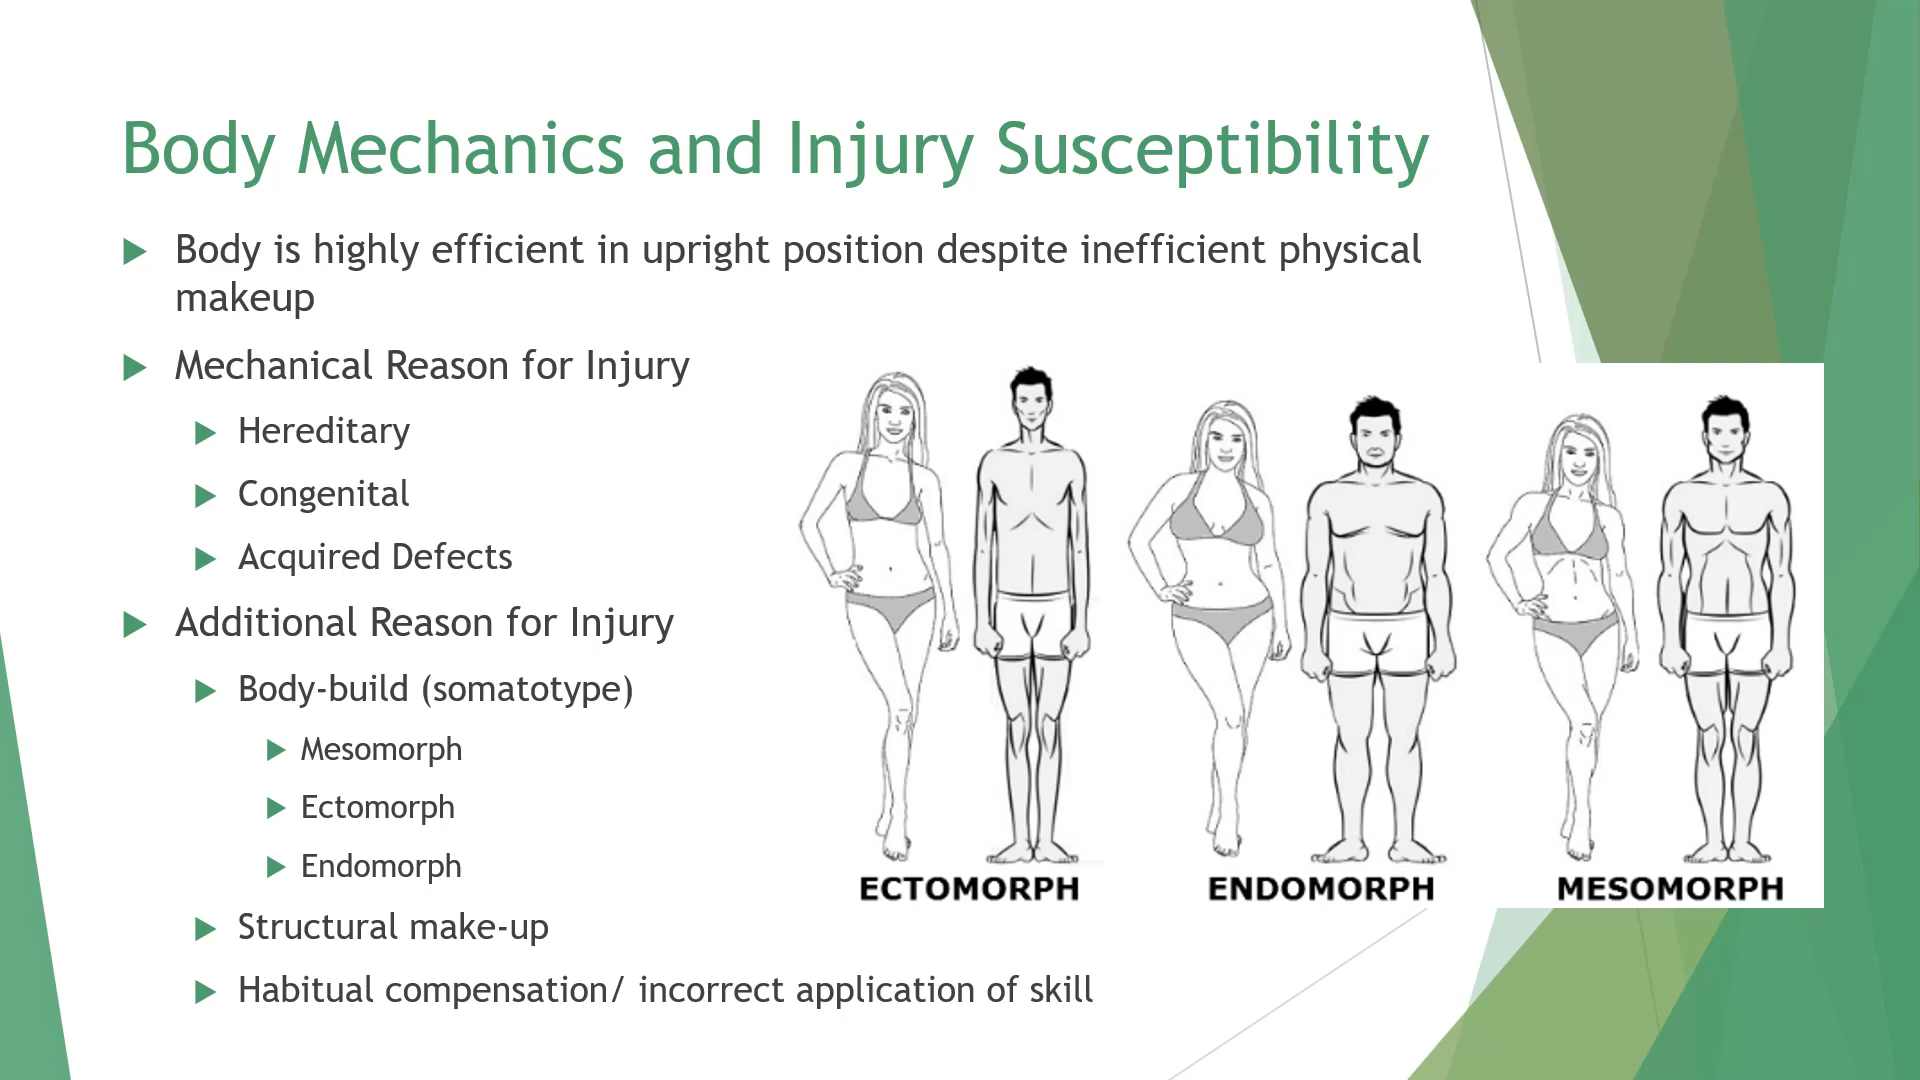 Body Mechanics and Injury Susceptibility
Body is highly efficient in upright position despite inefficient physical
makeup
Mechanical Reason for Injury
Hereditary
Congenital
Acquired Defects
Additional Reason for Injury
Body-build (somatotype)
Mesomorph
Ectomorph
Endomorph
Structural make-up
Habitual compensation/ incorrect application of skill
ECTOMORPH
ENDOMORPH
MESOMORPH